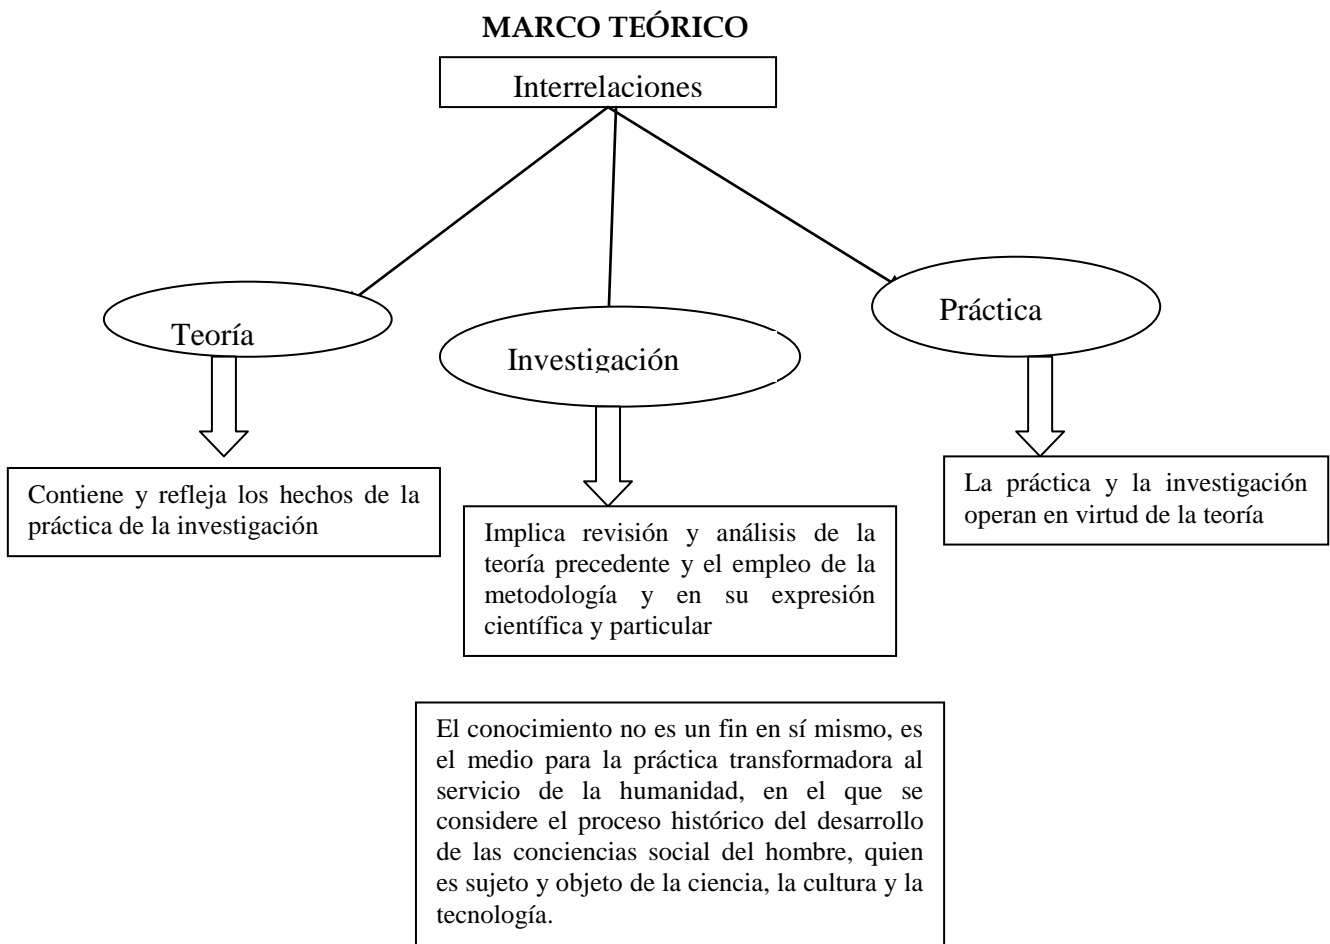 MARCO TEÓRICO
Interrelaciones
Teoría
Investigación
Práctica
Contiene y refleja los hechos de la
práctica de la investigación
Implica revisión y análisis de la
teoría precedente y el empleo de la
metodología y en su expresión
científica y particular
La práctica y la investigación
operan en virtud de la teoría
El conocimiento no es un fin en sí mismo, es
el medio para la práctica transformadora al
servicio de la humanidad, en el que se
considere el proceso histórico del desarrollo
de las conciencias social del hombre, quien
es sujeto y objeto de la ciencia, la cultura y la
tecnología.